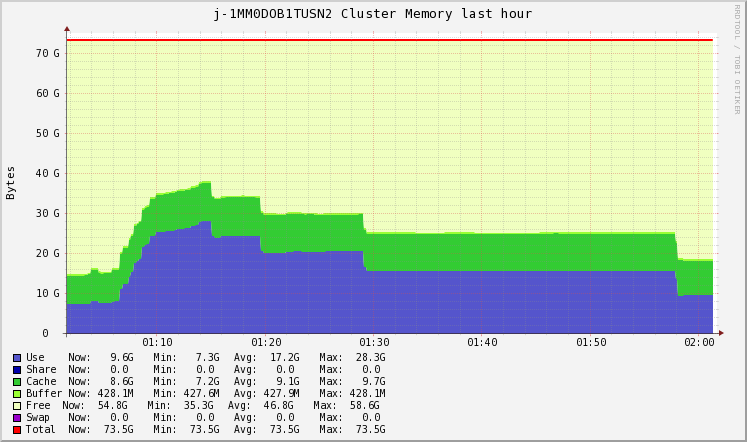 j-1MM0DOB1TUSN2 Cluster Memory last hour
RRDTOOL / TOBI OETIKER
Bytes
70 G
60 G
50 G
40 G
30 G
20 G
10 G
0
01:10 01:20 01:30 01:40 01:50 02:00
Use Now: 9.6G Min: 7.3G Avg: 17.2G Max: 28.3G
Share Now: 0.0 Min: 0.0 Avg: 0.0 Max: 0.0
Cache Now: 8.6G Min: 7.2G Avg: 9.1G Max: 9.7G
Buffer Now: 428.1M Min: 427.6M Avg: 427.9M Max: 428.1M
Free Now: 54.8G Min: 35.3G Avg: 46.8G Max: 58.6G
Swap Now: 0.0 Min: 0.0 Avg: 0.0 Max: 0.0
Total Now: 73.5G Min: 73.5G Avg: 73.5G Max: 73.5G